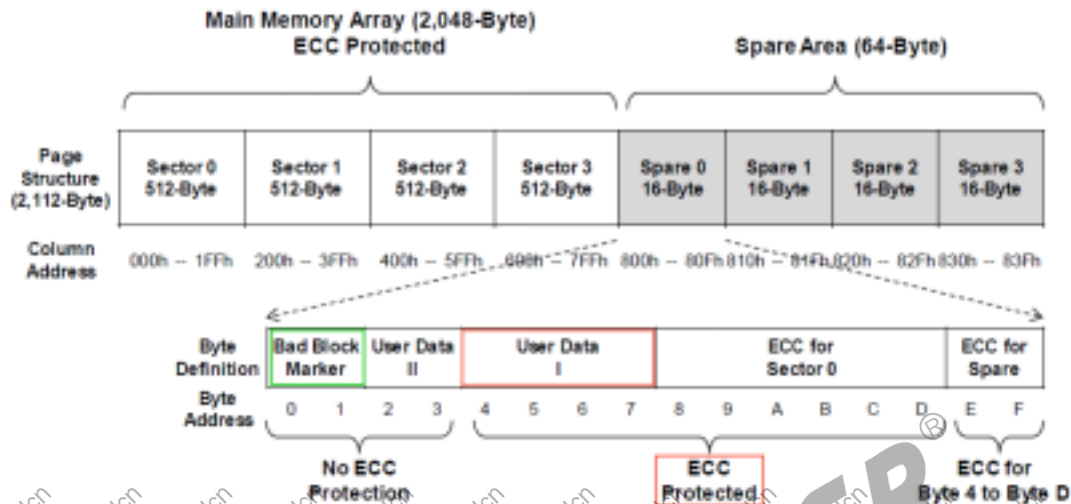 Main Memory Array (2,048-Byte)
ECC Protected
Spare Area (64-Byte)
Page
Structure
(2,112-Byte)
Sector 0
512-Byte
Sector 1
512-Byte
Sector 2
512-Byte
Sector 3
512-Byte
Spare 0
16-Byte
Spare 1
16-Byte
Spare 2
16-Byte
Spare 3
16-Byte
Column
Address
000h -- 1FFh 200h -- 3FFh 400h -- 5FFh 600h -- 7FFh 800h -- 80Fh 810h -- 81Fh 820h -- 82Fh 830h -- 83Fh
Byte
Definition
Bad Block
Marker
User Data
II
User Data
I
ECC for
Sector 0
ECC for
Spare
Byte
Address
0 1 2 3 4 5 6 7 8 9 A B C D E F
No ECC
Protection
ECC
Protected
ECC for
Byte 4 to Byte D
®